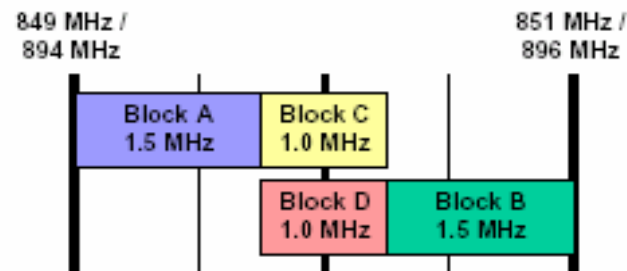 849 MHz /
894 MHz
851 MHz /
896 MHz
Block A
1.5 MHz
Block C
1.0 MHz
Block D
1.0 MHz
Block B
1.5 MHz